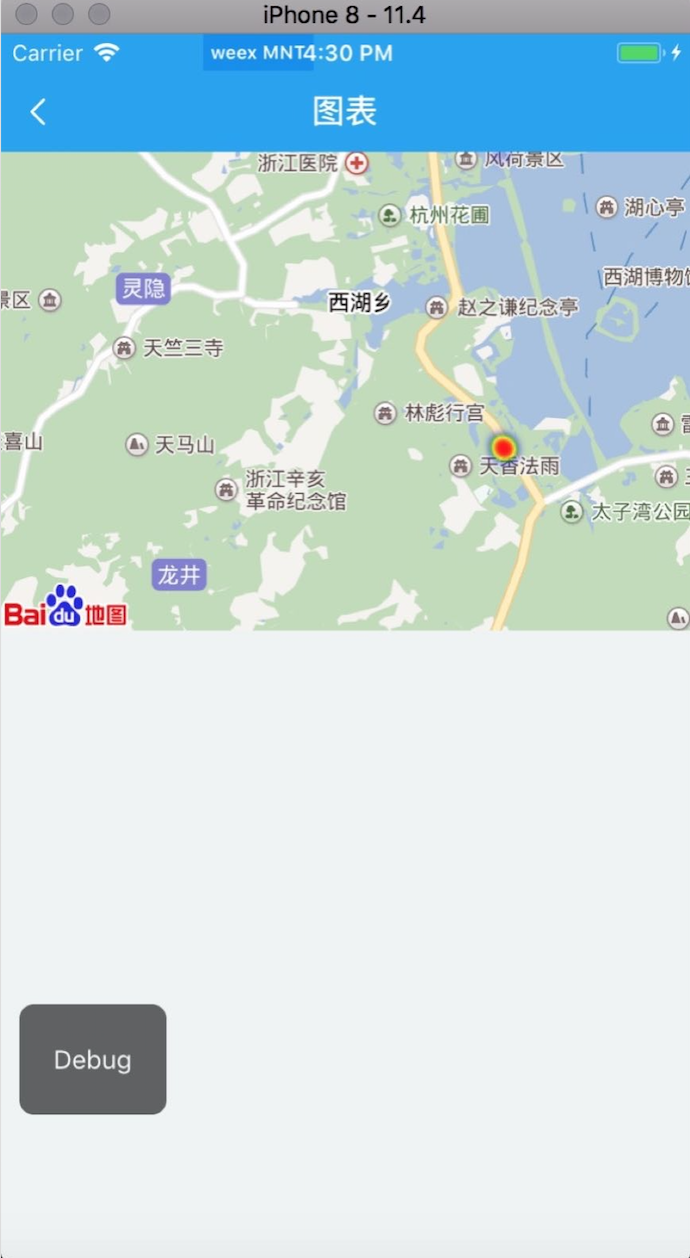 iPhone 8 - 11.4
Carrier weex MNT4:30 PM
图表
浙江医院
风荷景区
杭州花圃
湖心亭
西湖博物馆
灵隐
景区
西湖乡
赵之谦纪念亭
天竺三寺
林彪行宫
喜山
天马山
天香法雨
浙江辛亥
革命纪念馆
太子湾公园
龙井
Bai du 地图
Debug